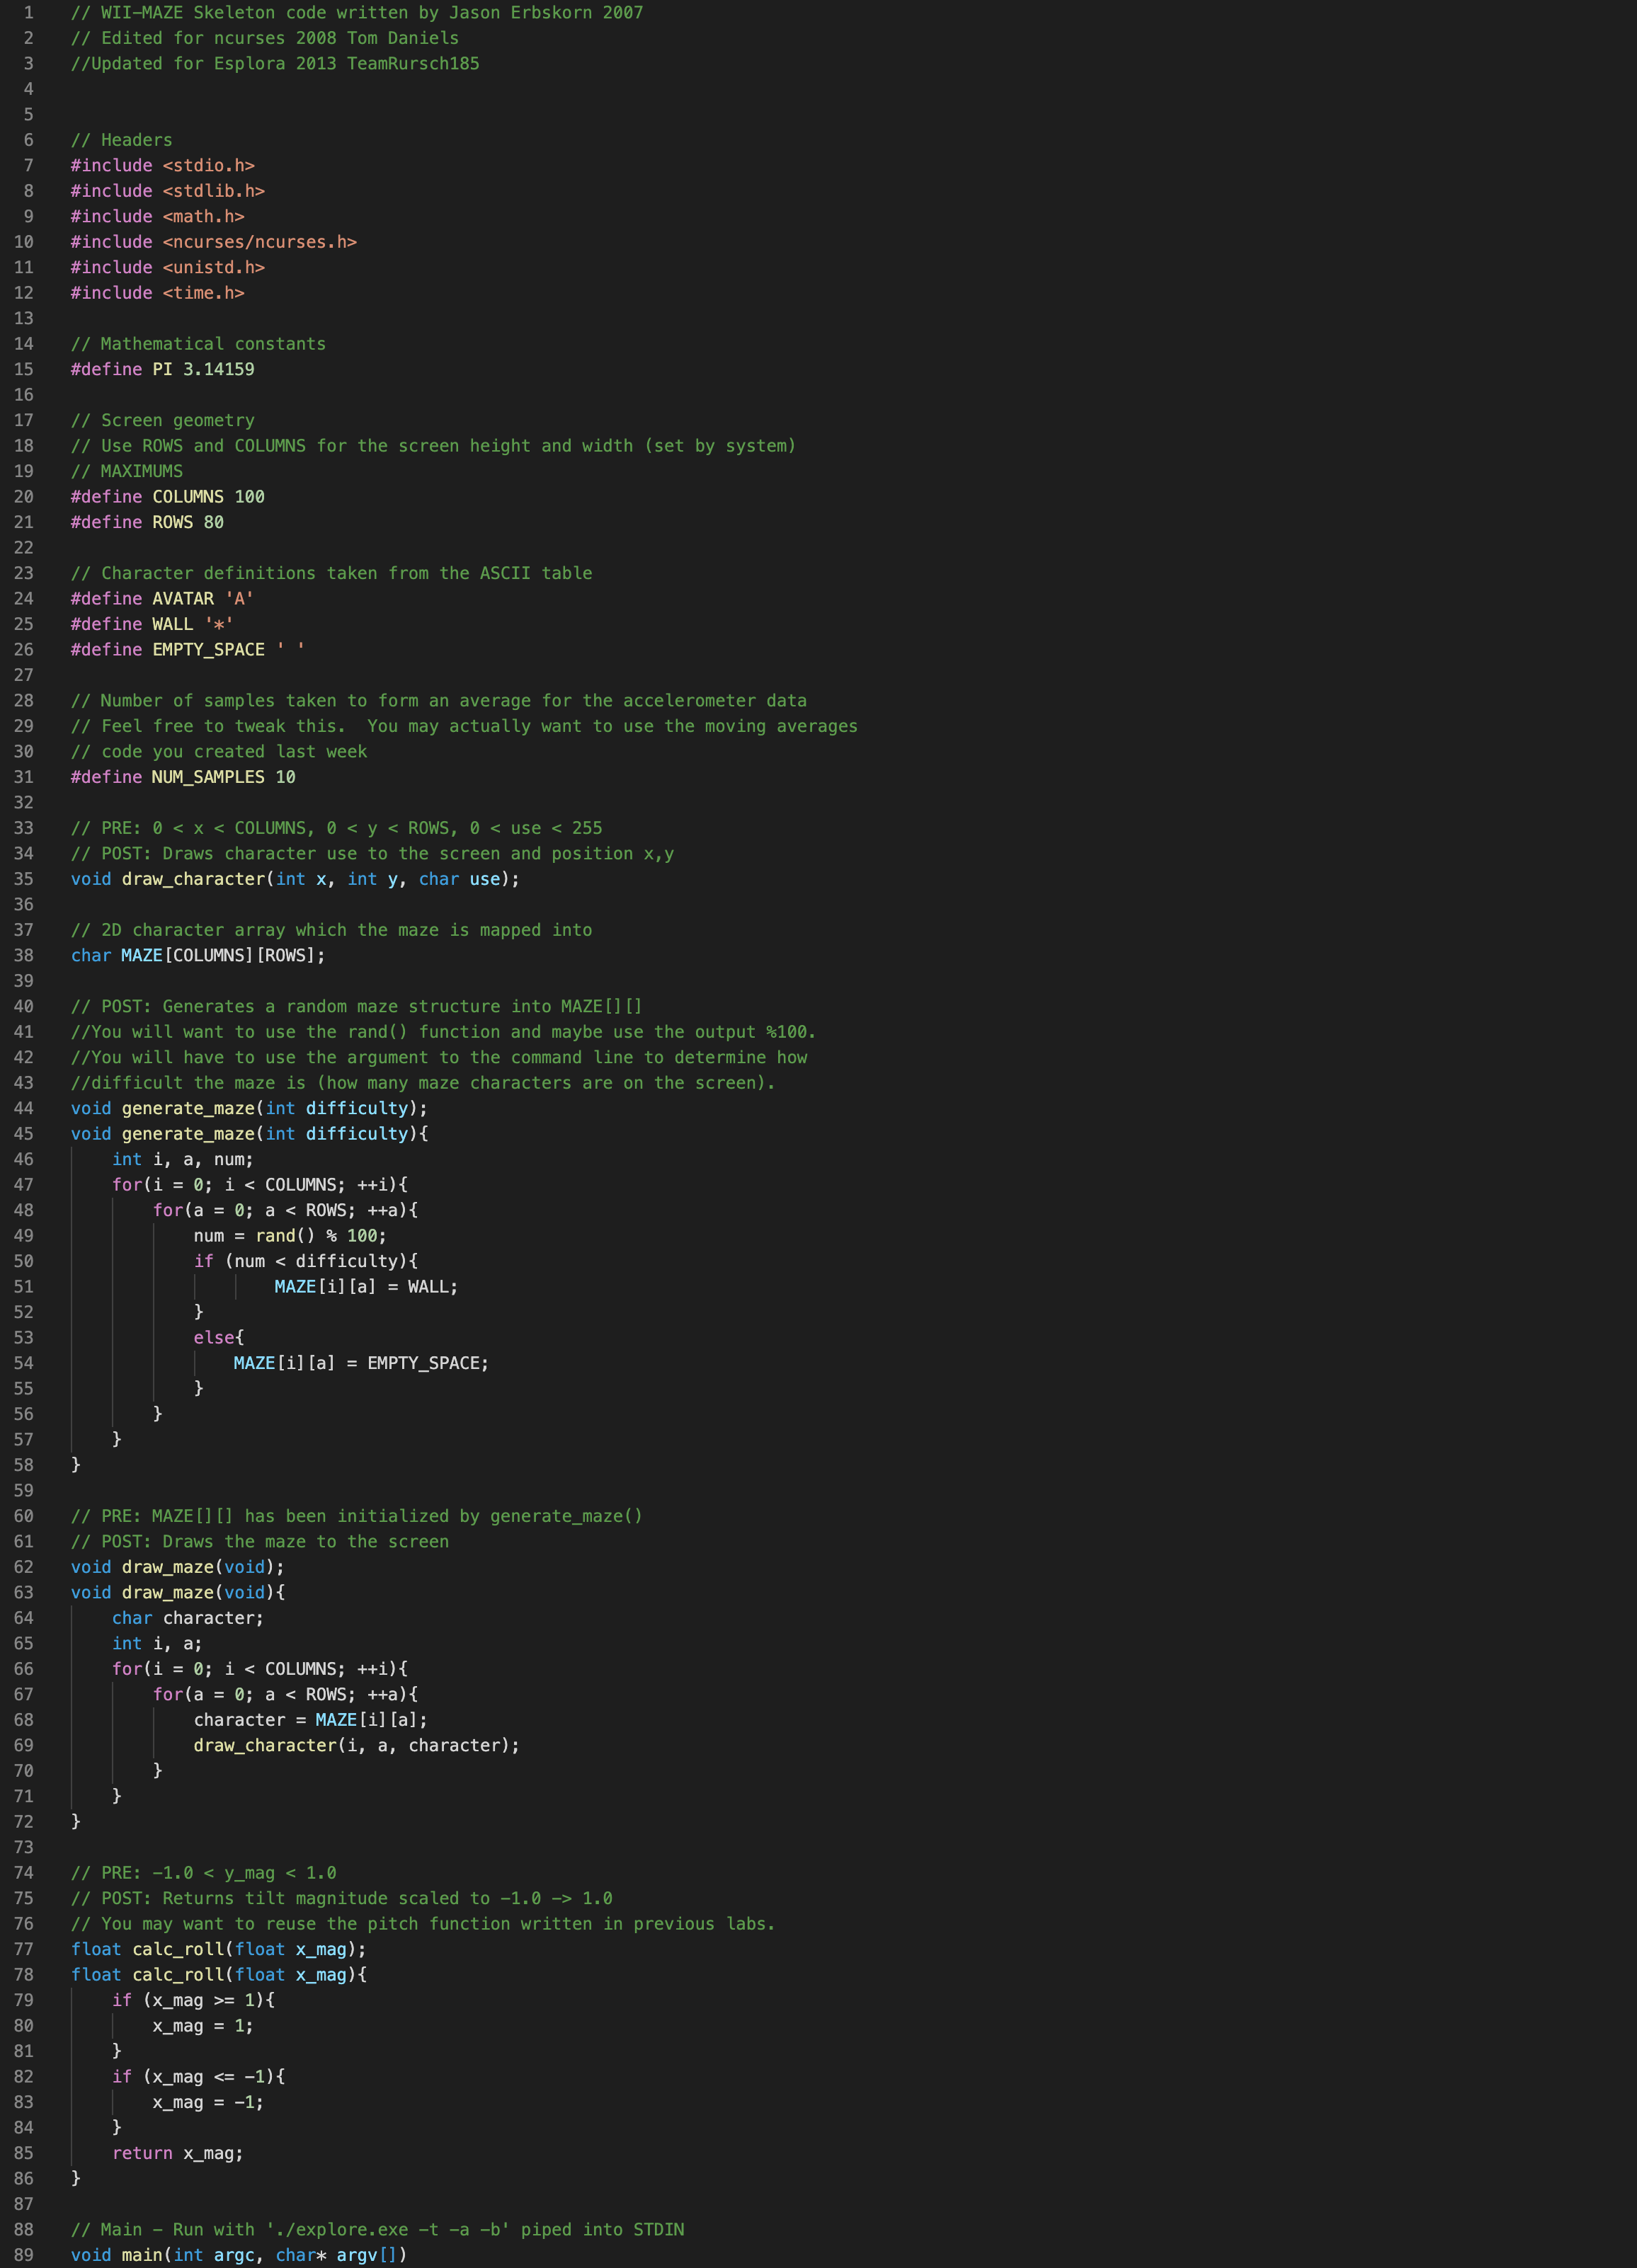 1 // WII-MAZE Skeleton code written by Jason Erbskorn 2007
2 // Edited for ncurses 2008 Tom Daniels
3 //Updated for Esplora 2013 TeamRursch185
4
5
6 // Headers
7 #include <stdio.h>
8 #include <stdlib.h>
9 #include <math.h>
10 #include <ncurses/ncurses.h>
11 #include <unistd.h>
12 #include <time.h>
13
14 // Mathematical constants
15 #define PI 3.14159
16
17 // Screen geometry
18 // Use ROWS and COLUMNS for the screen height and width (set by system)
19 // MAXIMUMS
20 #define COLUMNS 100
21 #define ROWS 80
22
23 // Character definitions taken from the ASCII table
24 #define AVATAR 'A'
25 #define WALL '*'
26 #define EMPTY_SPACE ' '
27
28 // Number of samples taken to form an average for the accelerometer data
29 // Feel free to tweak this.  You may actually want to use the moving averages
30 // code you created last week
31 #define NUM_SAMPLES 10
32
33 // PRE: 0 < x < COLUMNS, 0 < y < ROWS, 0 < use < 255
34 // POST: Draws character use to the screen and position x,y
35 void draw_character(int x, int y, char use);
36
37 // 2D character array which the maze is mapped into
38 char MAZE[COLUMNS][ROWS];
39
40 // POST: Generates a random maze structure into MAZE[][]
41 //You will want to use the rand() function and maybe use the output %100.
42 //You will have to use the argument to the command line to determine how
43 //difficult the maze is (how many maze characters are on the screen).
44 void generate_maze(int difficulty);
45 void generate_maze(int difficulty){
46     int i, a, num;
47     for(i = 0; i < COLUMNS; ++i){
48         for(a = 0; a < ROWS; ++a){
49             num = rand() % 100;
50             if (num < difficulty){
51                     MAZE[i][a] = WALL;
52             }
53             else{
54                 MAZE[i][a] = EMPTY_SPACE;
55             }
56         }
57     }
58 }
59
60 // PRE: MAZE[][] has been initialized by generate_maze()
61 // POST: Draws the maze to the screen
62 void draw_maze(void);
63 void draw_maze(void){
64     char character;
65     int i, a;
66     for(i = 0; i < COLUMNS; ++i){
67         for(a = 0; a < ROWS; ++a){
68             character = MAZE[i][a];
69             draw_character(i, a, character);
70         }
71     }
72 }
73
74 // PRE: -1.0 < y_mag < 1.0
75 // POST: Returns tilt magnitude scaled to -1.0 -> 1.0
76 // You may want to reuse the pitch function written in previous labs.
77 float calc_roll(float x_mag);
78 float calc_roll(float x_mag){
79     if (x_mag >= 1){
80         x_mag = 1;
81     }
82     if (x_mag <= -1){
83         x_mag = -1;
84     }
85     return x_mag;
86 }
87
88 // Main - Run with './explore.exe -t -a -b' piped into STDIN
89 void main(int argc, char* argv[])